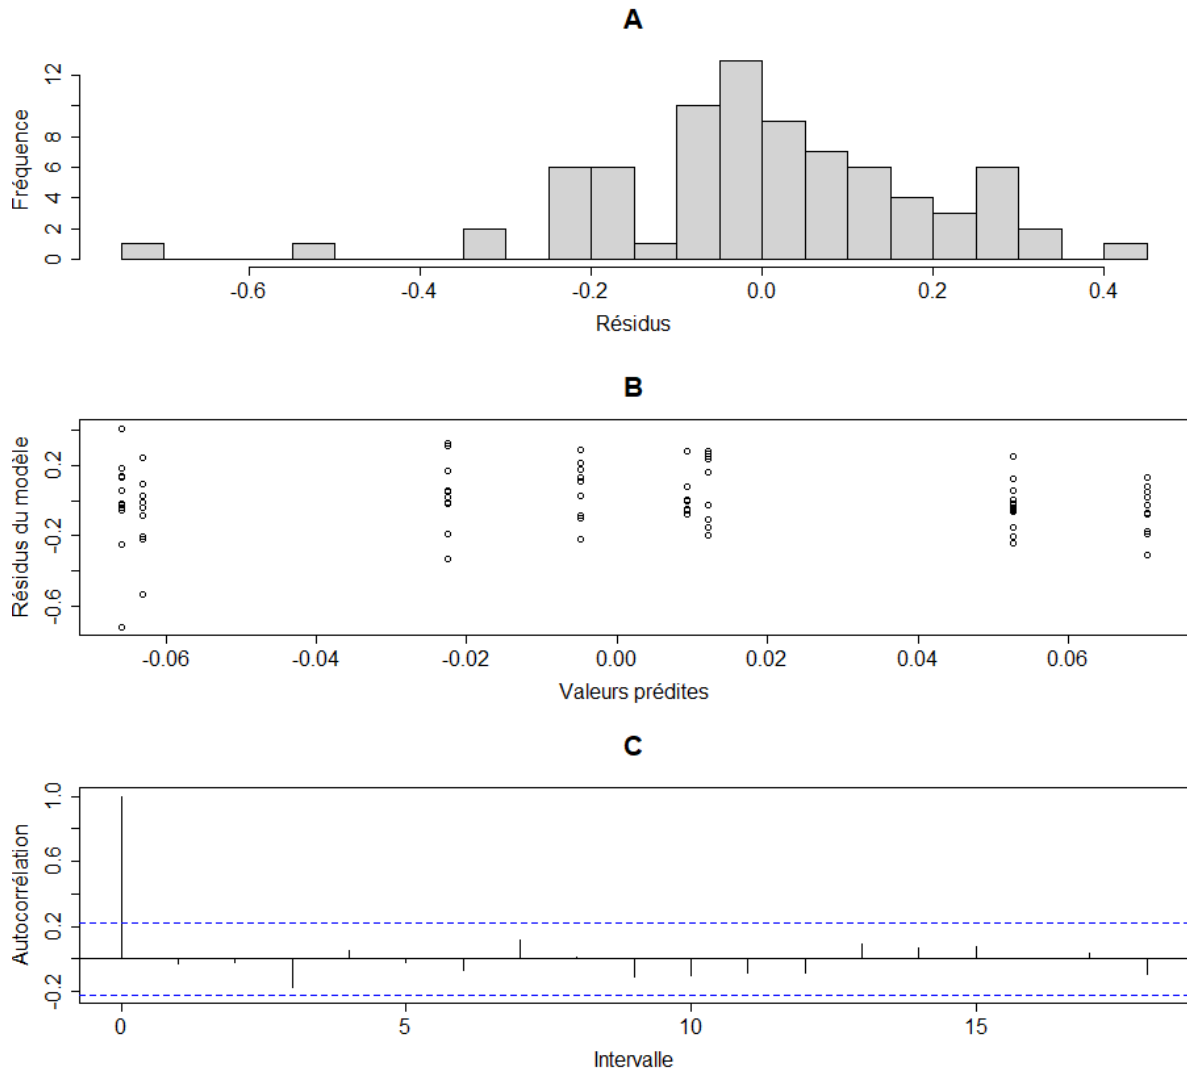 A
Fréquence
12
8
6
4
2
0
-0.6 -0.4 -0.2 0.0 0.2 0.4
Résidus
B
Résidus du modèle
0.2
-0.2
-0.6
-0.06 -0.04 -0.02 0.00 0.02 0.04 0.06
Valeurs prédites
C
Autocorrélation
1.0
0.6
0.2
-0.2
0 5 10 15
Intervalle